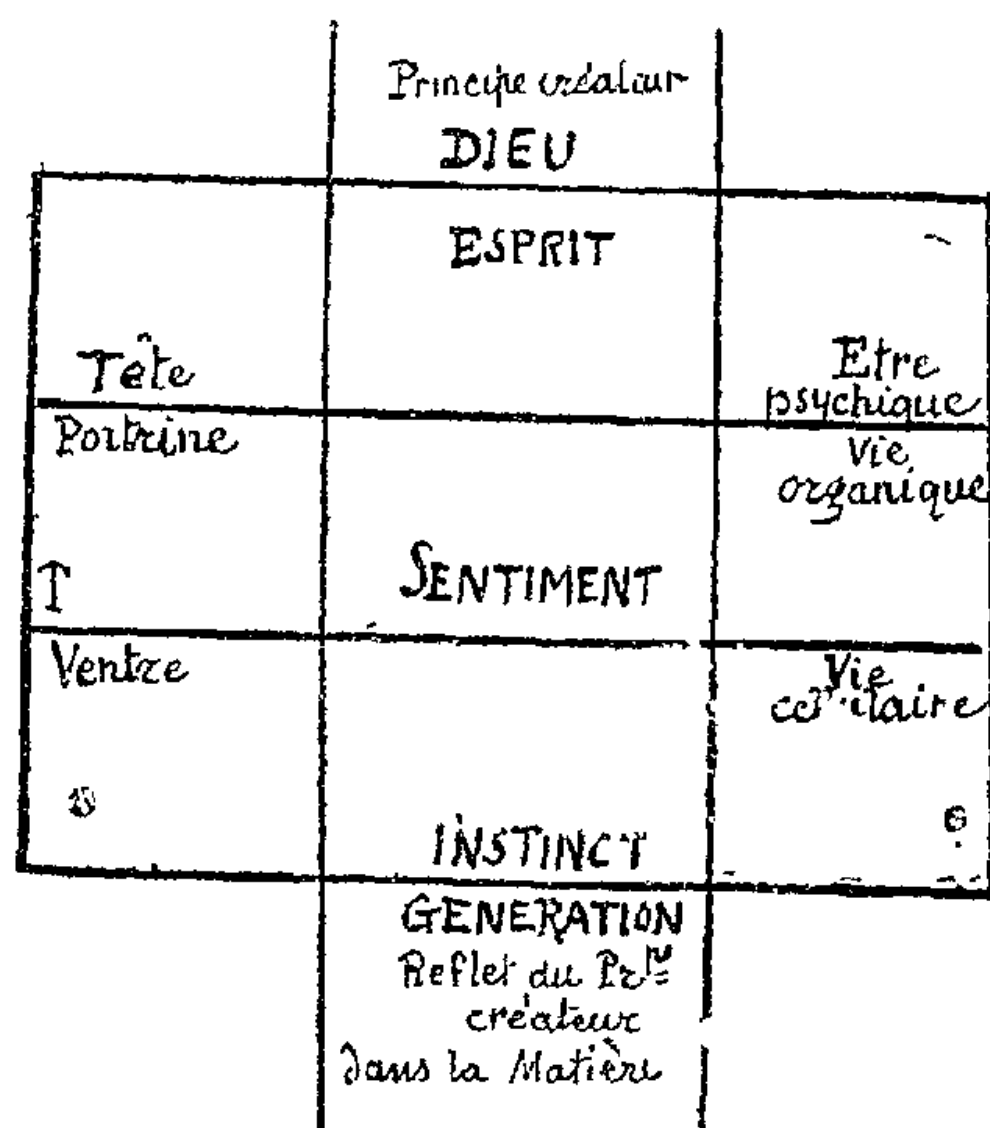 Principe créateur
DIEU
ESPRIT
Tête
Etre
psychique
Poitrine
Vie
organique
SENTIMENT
Ventre
Vie
INSTINCT
GENERATION
Reflet du Pr
créateur
dans la Matière